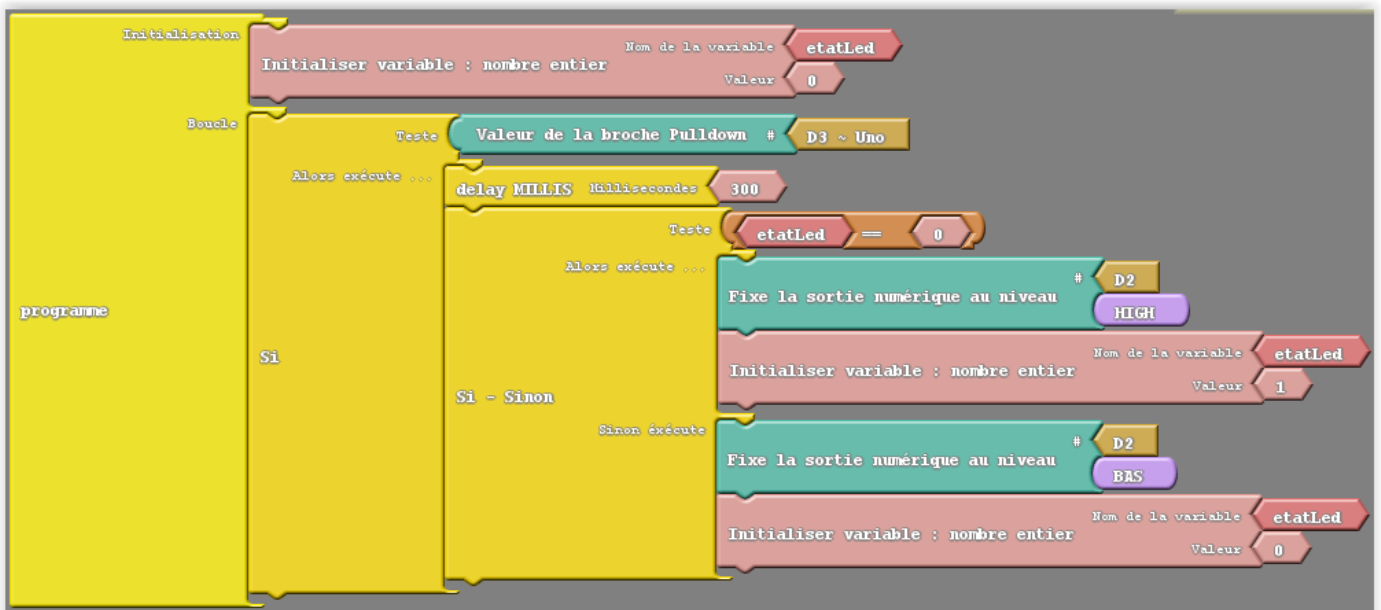 Initialisation
Initialiser variable : nombre entier
Nom de la variable etatLed
Valeur 0
Boucle
Teste Valeur de la broche Pulldown # D3 ~ Uno
Alors exécute ...
delay MILLIS Millisecondes 300
Teste etatLed == 0
Alors exécute ...
Fixe la sortie numérique au niveau
# D2
HIGH
programme
Si
Initialiser variable : nombre entier
Nom de la variable etatLed
Valeur 1
Si - Sinon
Sinon éxécute
Fixe la sortie numérique au niveau
# D2
BAS
Initialiser variable : nombre entier
Nom de la variable etatLed
Valeur 0